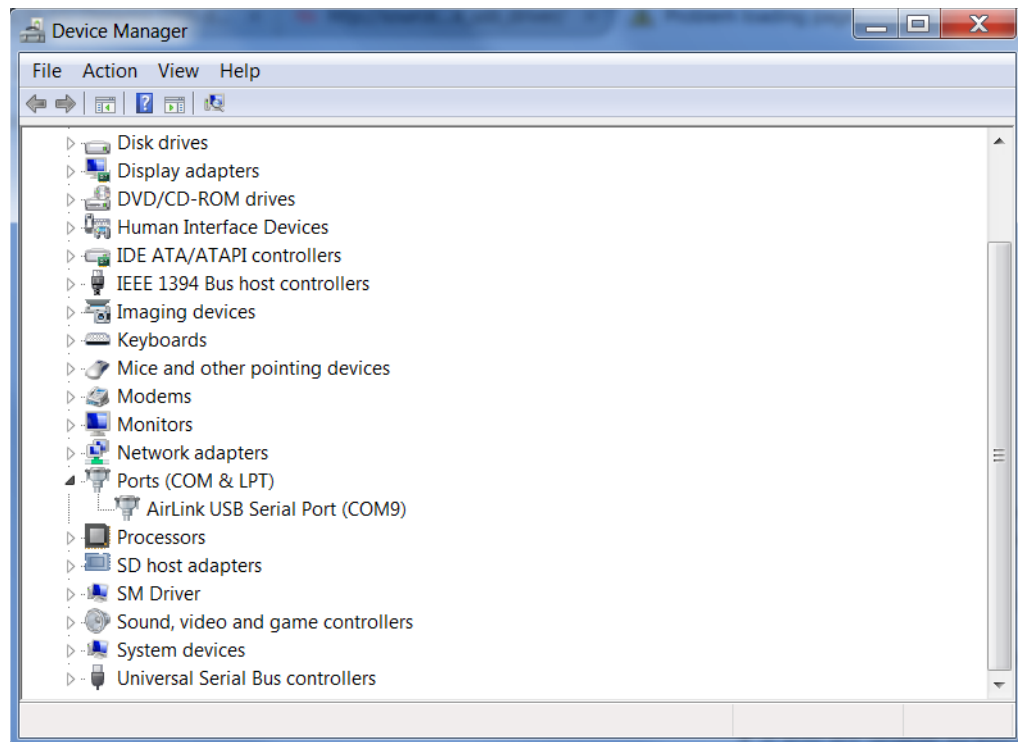 Device Manager
File Action View Help
Disk drives
Display adapters
DVD/CD-ROM drives
Human Interface Devices
IDE ATA/ATAPI controllers
IEEE 1394 Bus host controllers
Imaging devices
Keyboards
Mice and other pointing devices
Modems
Monitors
Network adapters
Ports (COM & LPT)
AirLink USB Serial Port (COM9)
Processors
SD host adapters
SM Driver
Sound, video and game controllers
System devices
Universal Serial Bus controllers